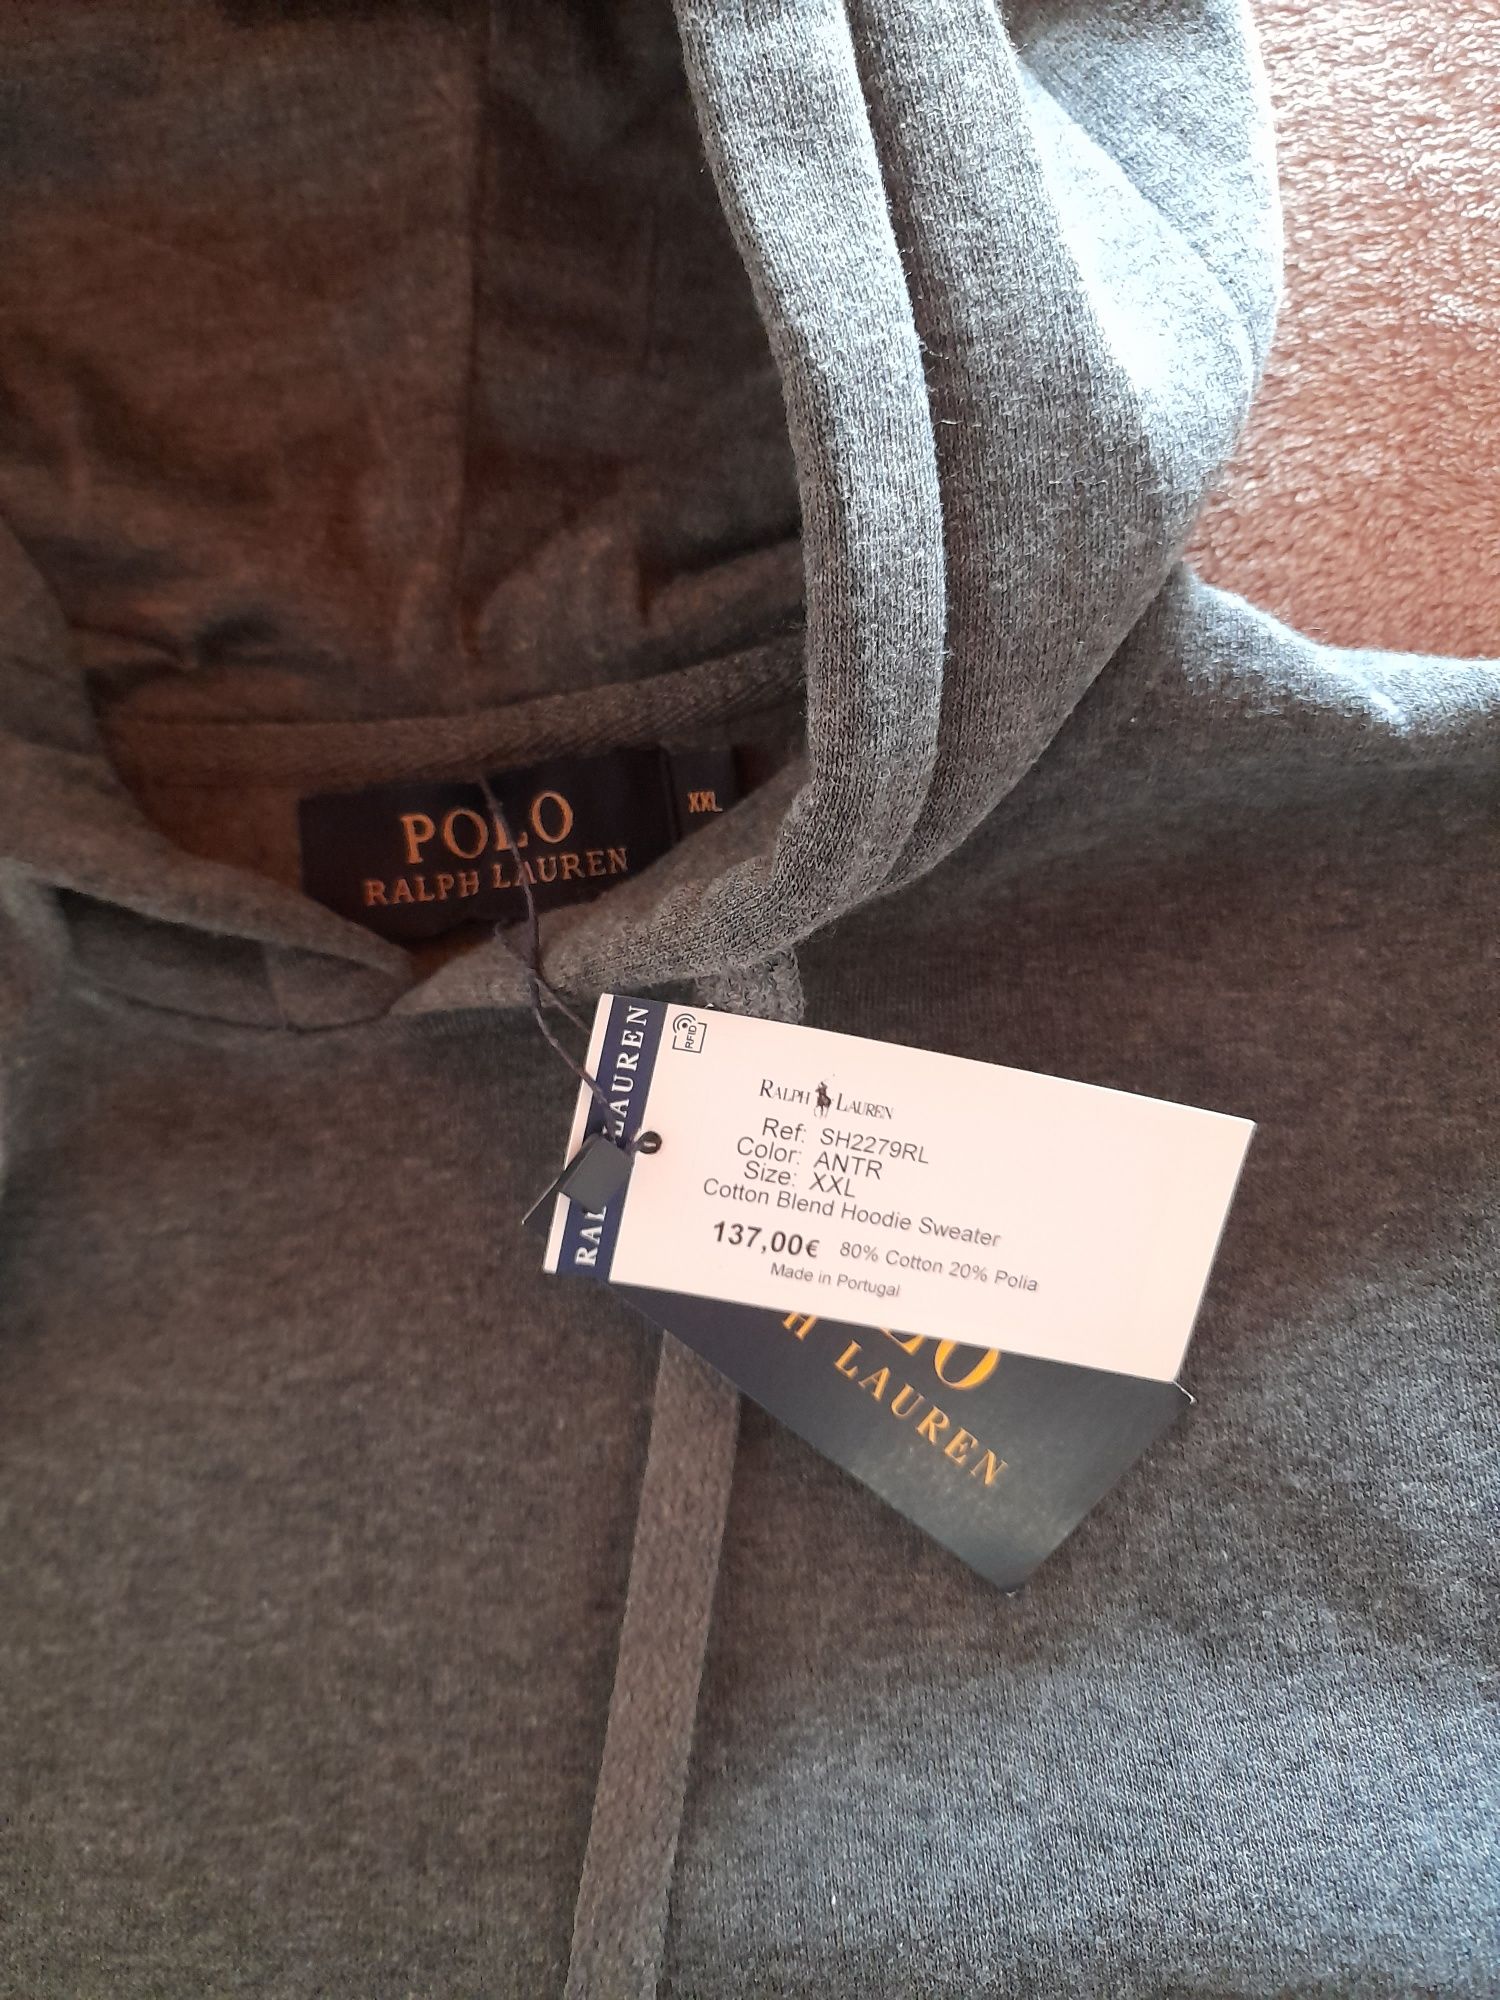 POLO
RALPH LAUREN
XXL
RALPH LAUREN
RFID
RALPH LAUREN
Ref: SH2279RL
Color: ANTR
Size: XXL
Cotton Blend Hoodie Sweater
137,00€ 80% Cotton 20% Polia
Made in Portugal
LO
H LAUREN